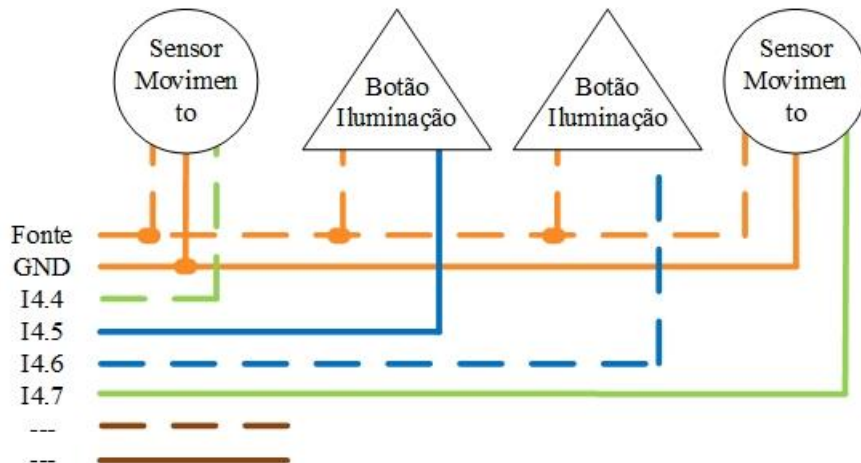 Sensor
Movimen
to
Botão
Iluminação
Botão
Iluminação
Sensor
Movimen
to
Fonte
GND
I4.4
I4.5
I4.6
I4.7
---
---